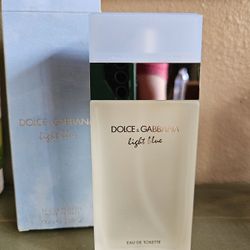 DOLCE & GABBANA
light blue
DOLCE & GABBANA
light blue
EAU DE TOILETTE